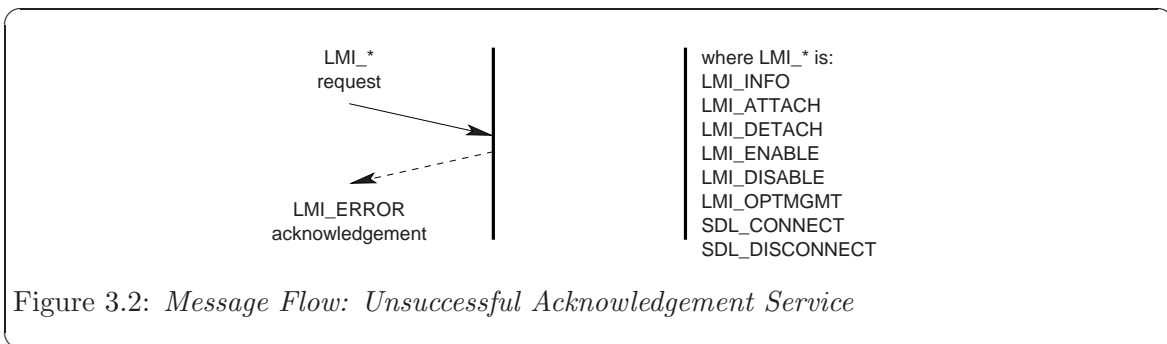 LMI_*
request
LMI_ERROR
acknowledgement
where LMI_* is:
LMI_INFO
LMI_ATTACH
LMI_DETACH
LMI_ENABLE
LMI_DISABLE
LMI_OPTMGMT
SDL_CONNECT
SDL_DISCONNECT
Figure 3.2: Message Flow: Unsuccessful Acknowledgement Service